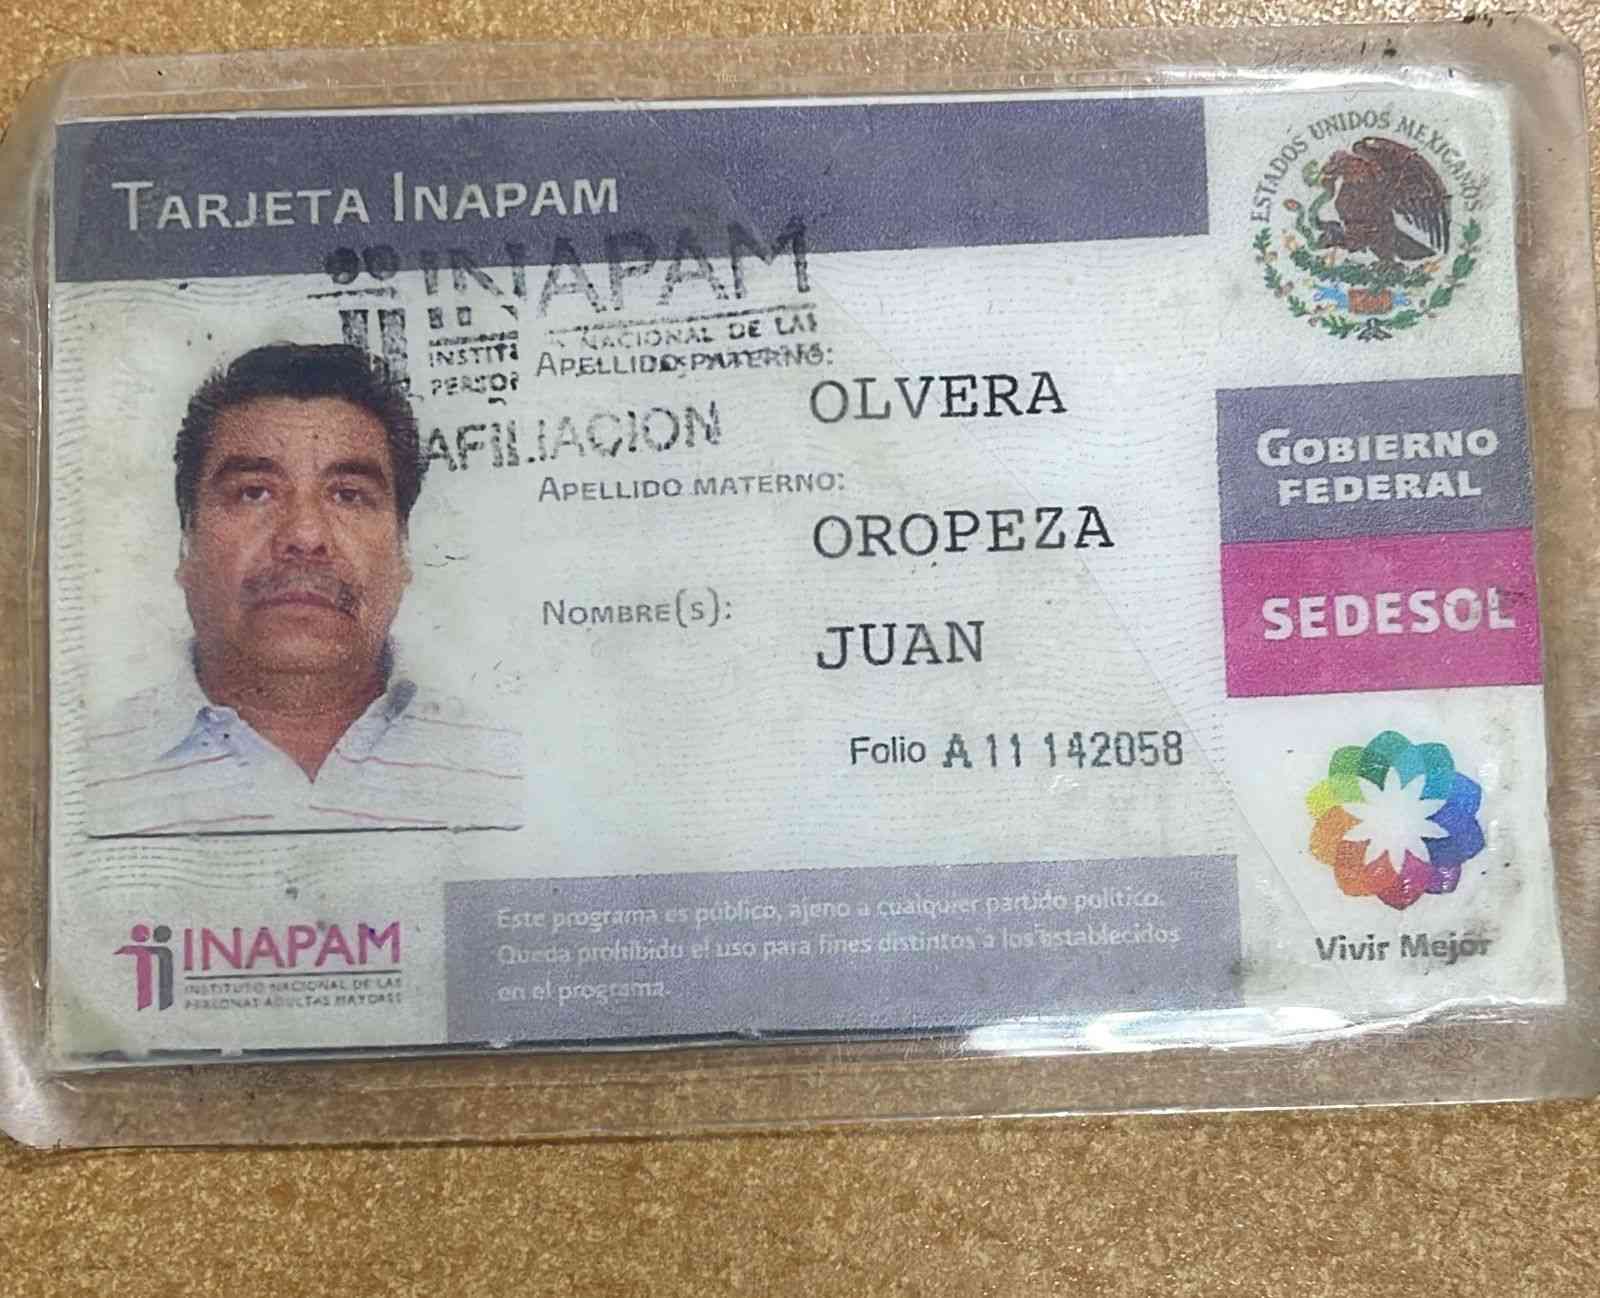 TARJETA INAPAM
ESTADOS UNIDOS MEXICANOS
INAPAM
NACIONAL DE LAS
APELLIDO PATERNO:
OLVERA
AFILIACION
APELLIDO MATERNO:
OROPEZA
NOMBRE(S):
JUAN
Folio A 11 142058
GOBIERNO
FEDERAL
SEDESOL
Vivir Mejor
INAPAM
INSTITUTO NACIONAL DE LAS
PERSONAS ADULTAS MAYORES
Este programa es público, ajeno a cualquier partido político.
Queda prohibido el uso para fines distintos a los establecidos
en el programa.